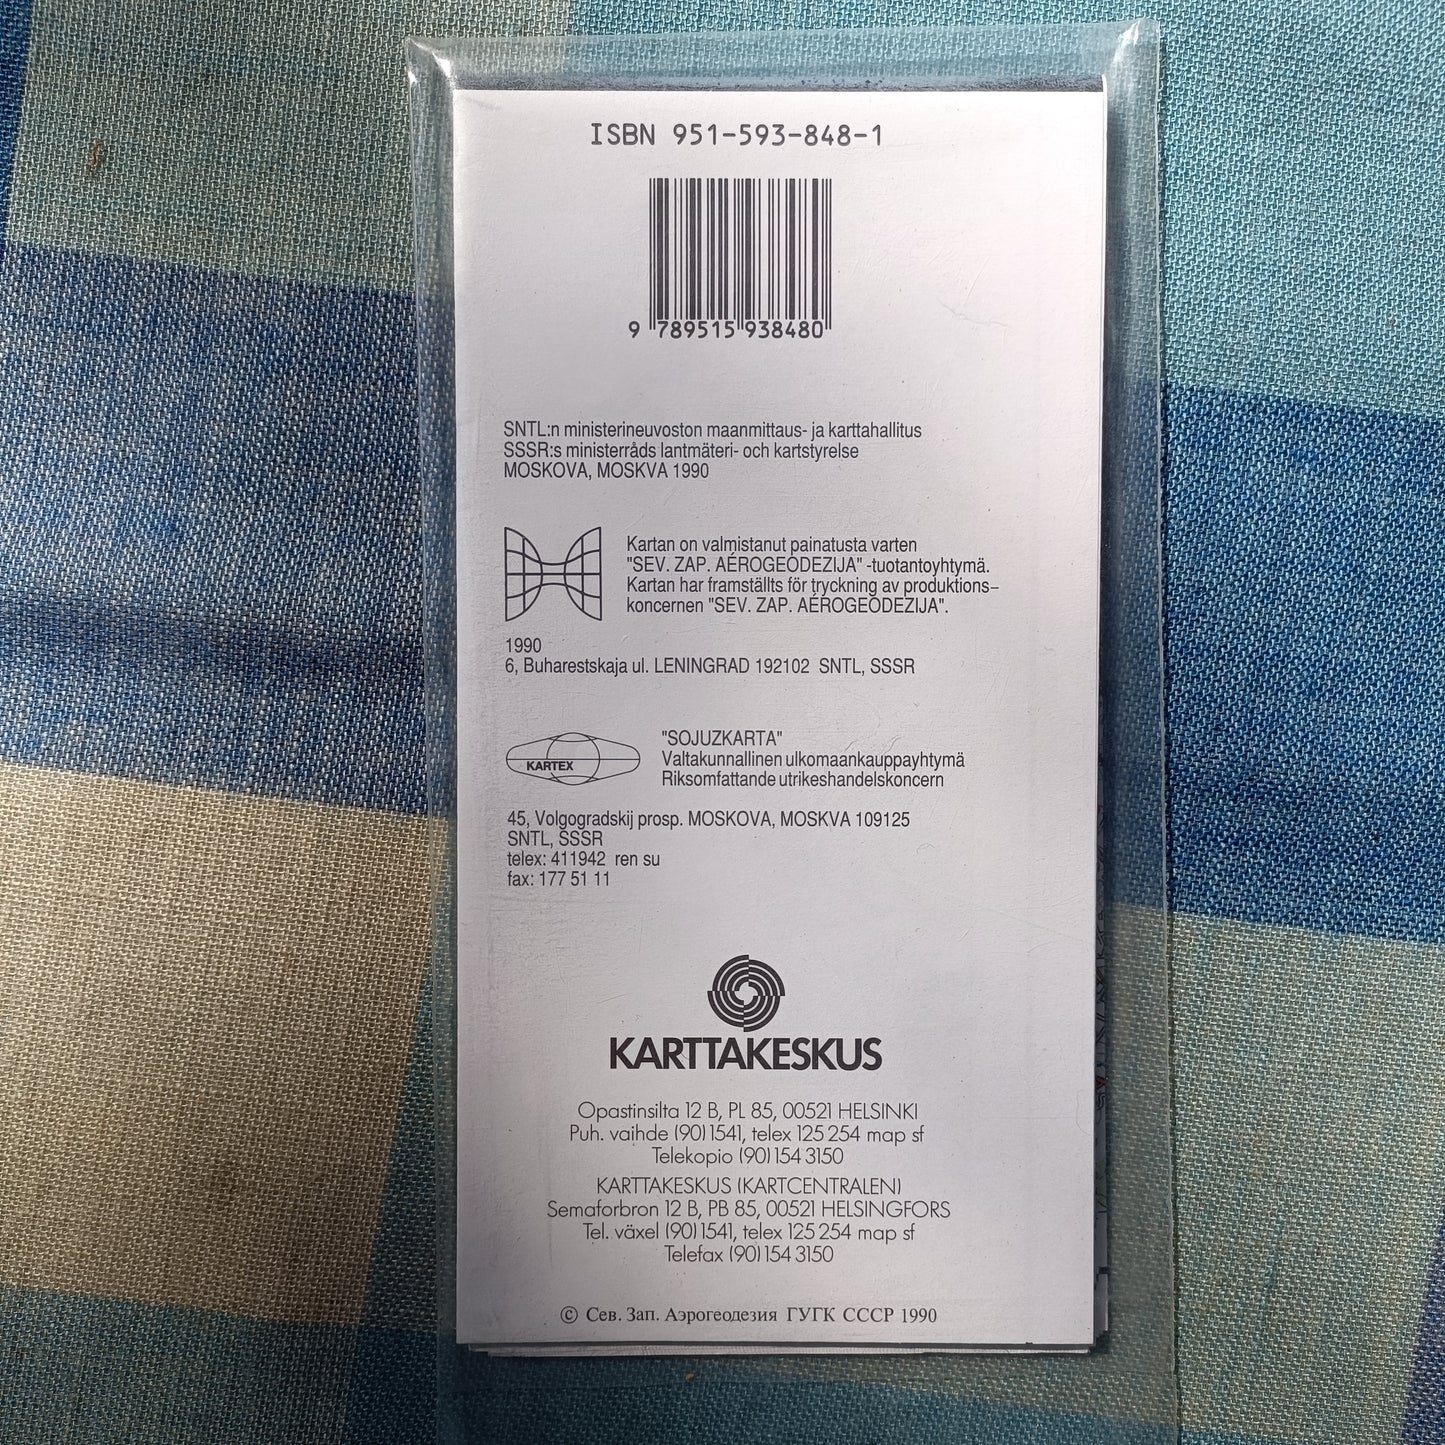 ISBN 951-593-848-1
9 789515 938480
SNTL:n ministerineuvoston maanmittaus- ja karttahallitus
SSSR:s ministerråds lantmäteri- och kartstyrelse
MOSKOVA, MOSKVA 1990
Kartan on valmistanut painatusta varten
"SEV. ZAP. AÉROGEODEZIJA" -tuotantoyhtymä.
Kartan har framställts för tryckning av produktions-
koncernen "SEV. ZAP. AÉROGEODEZIJA".
1990
6, Buharestskaja ul. LENINGRAD 192102 SNTL, SSSR
KARTEX
"SOJUZKARTA"
Valtakunnallinen ulkomaankauppayhtymä
Riksomfattande utrikeshandelskoncern
45, Volgogradskij prosp. MOSKOVA, MOSKVA 109125
SNTL, SSSR
telex: 411942 ren su
fax: 177 51 11
KARTTAKESKUS
Opastinsilta 12 B, PL 85, 00521 HELSINKI
Puh. vaihde (90) 1541, telex 125 254 map sf
Telekopio (90) 154 3150
KARTTAKESKUS (KARTCENTRALEN)
Semaforbron 12 B, PB 85, 00521 HELSINGFORS
Tel. växel (90) 1541, telex 125 254 map sf
Telefax (90) 154 3150
© Сев. Зап. Аэрогеодезия ГУГК СССР 1990